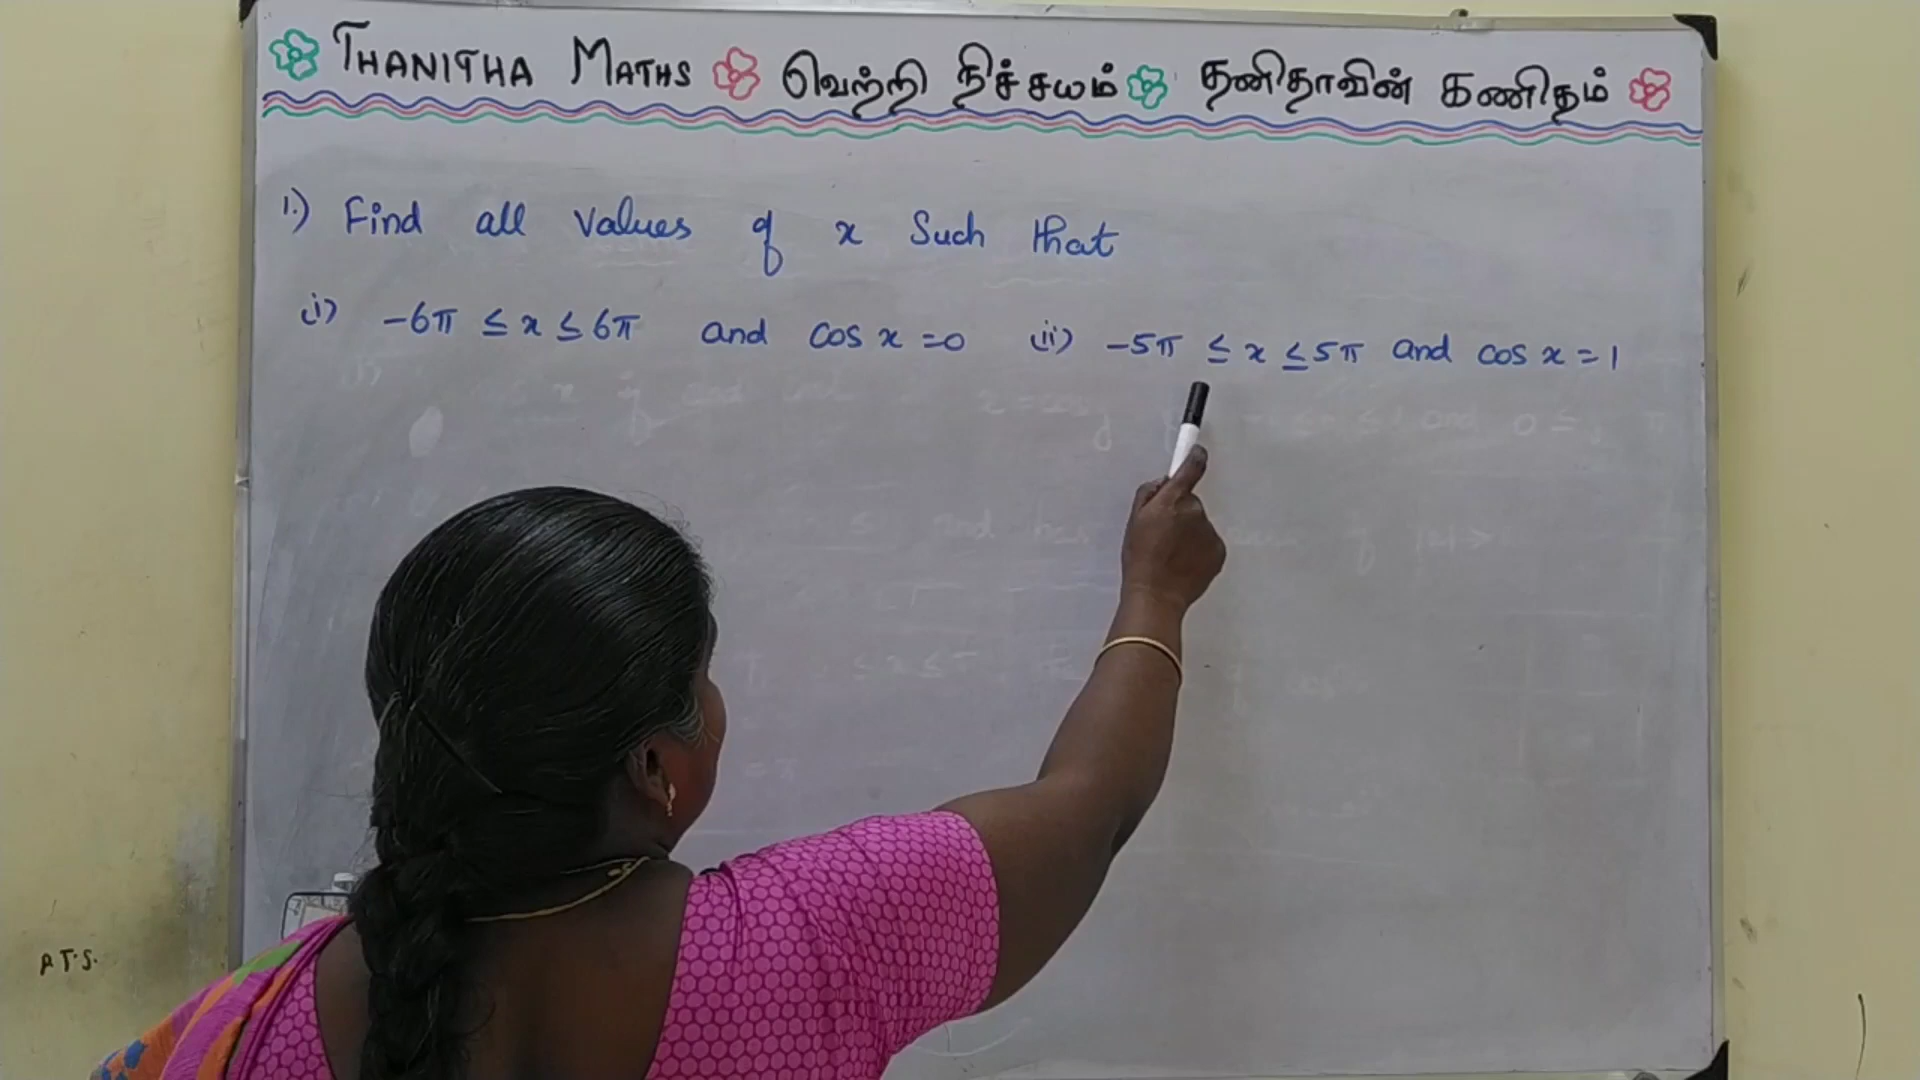 THANITHA MATHS வெற்றி நிச்சயம் தனிதாவின் கணிதம்
1.) Find all values of x Such that
(i) -6π ≤ x ≤ 6π and cos x = 0 (ii) -5π ≤ x ≤ 5π and cos x = 1
A.T.S.